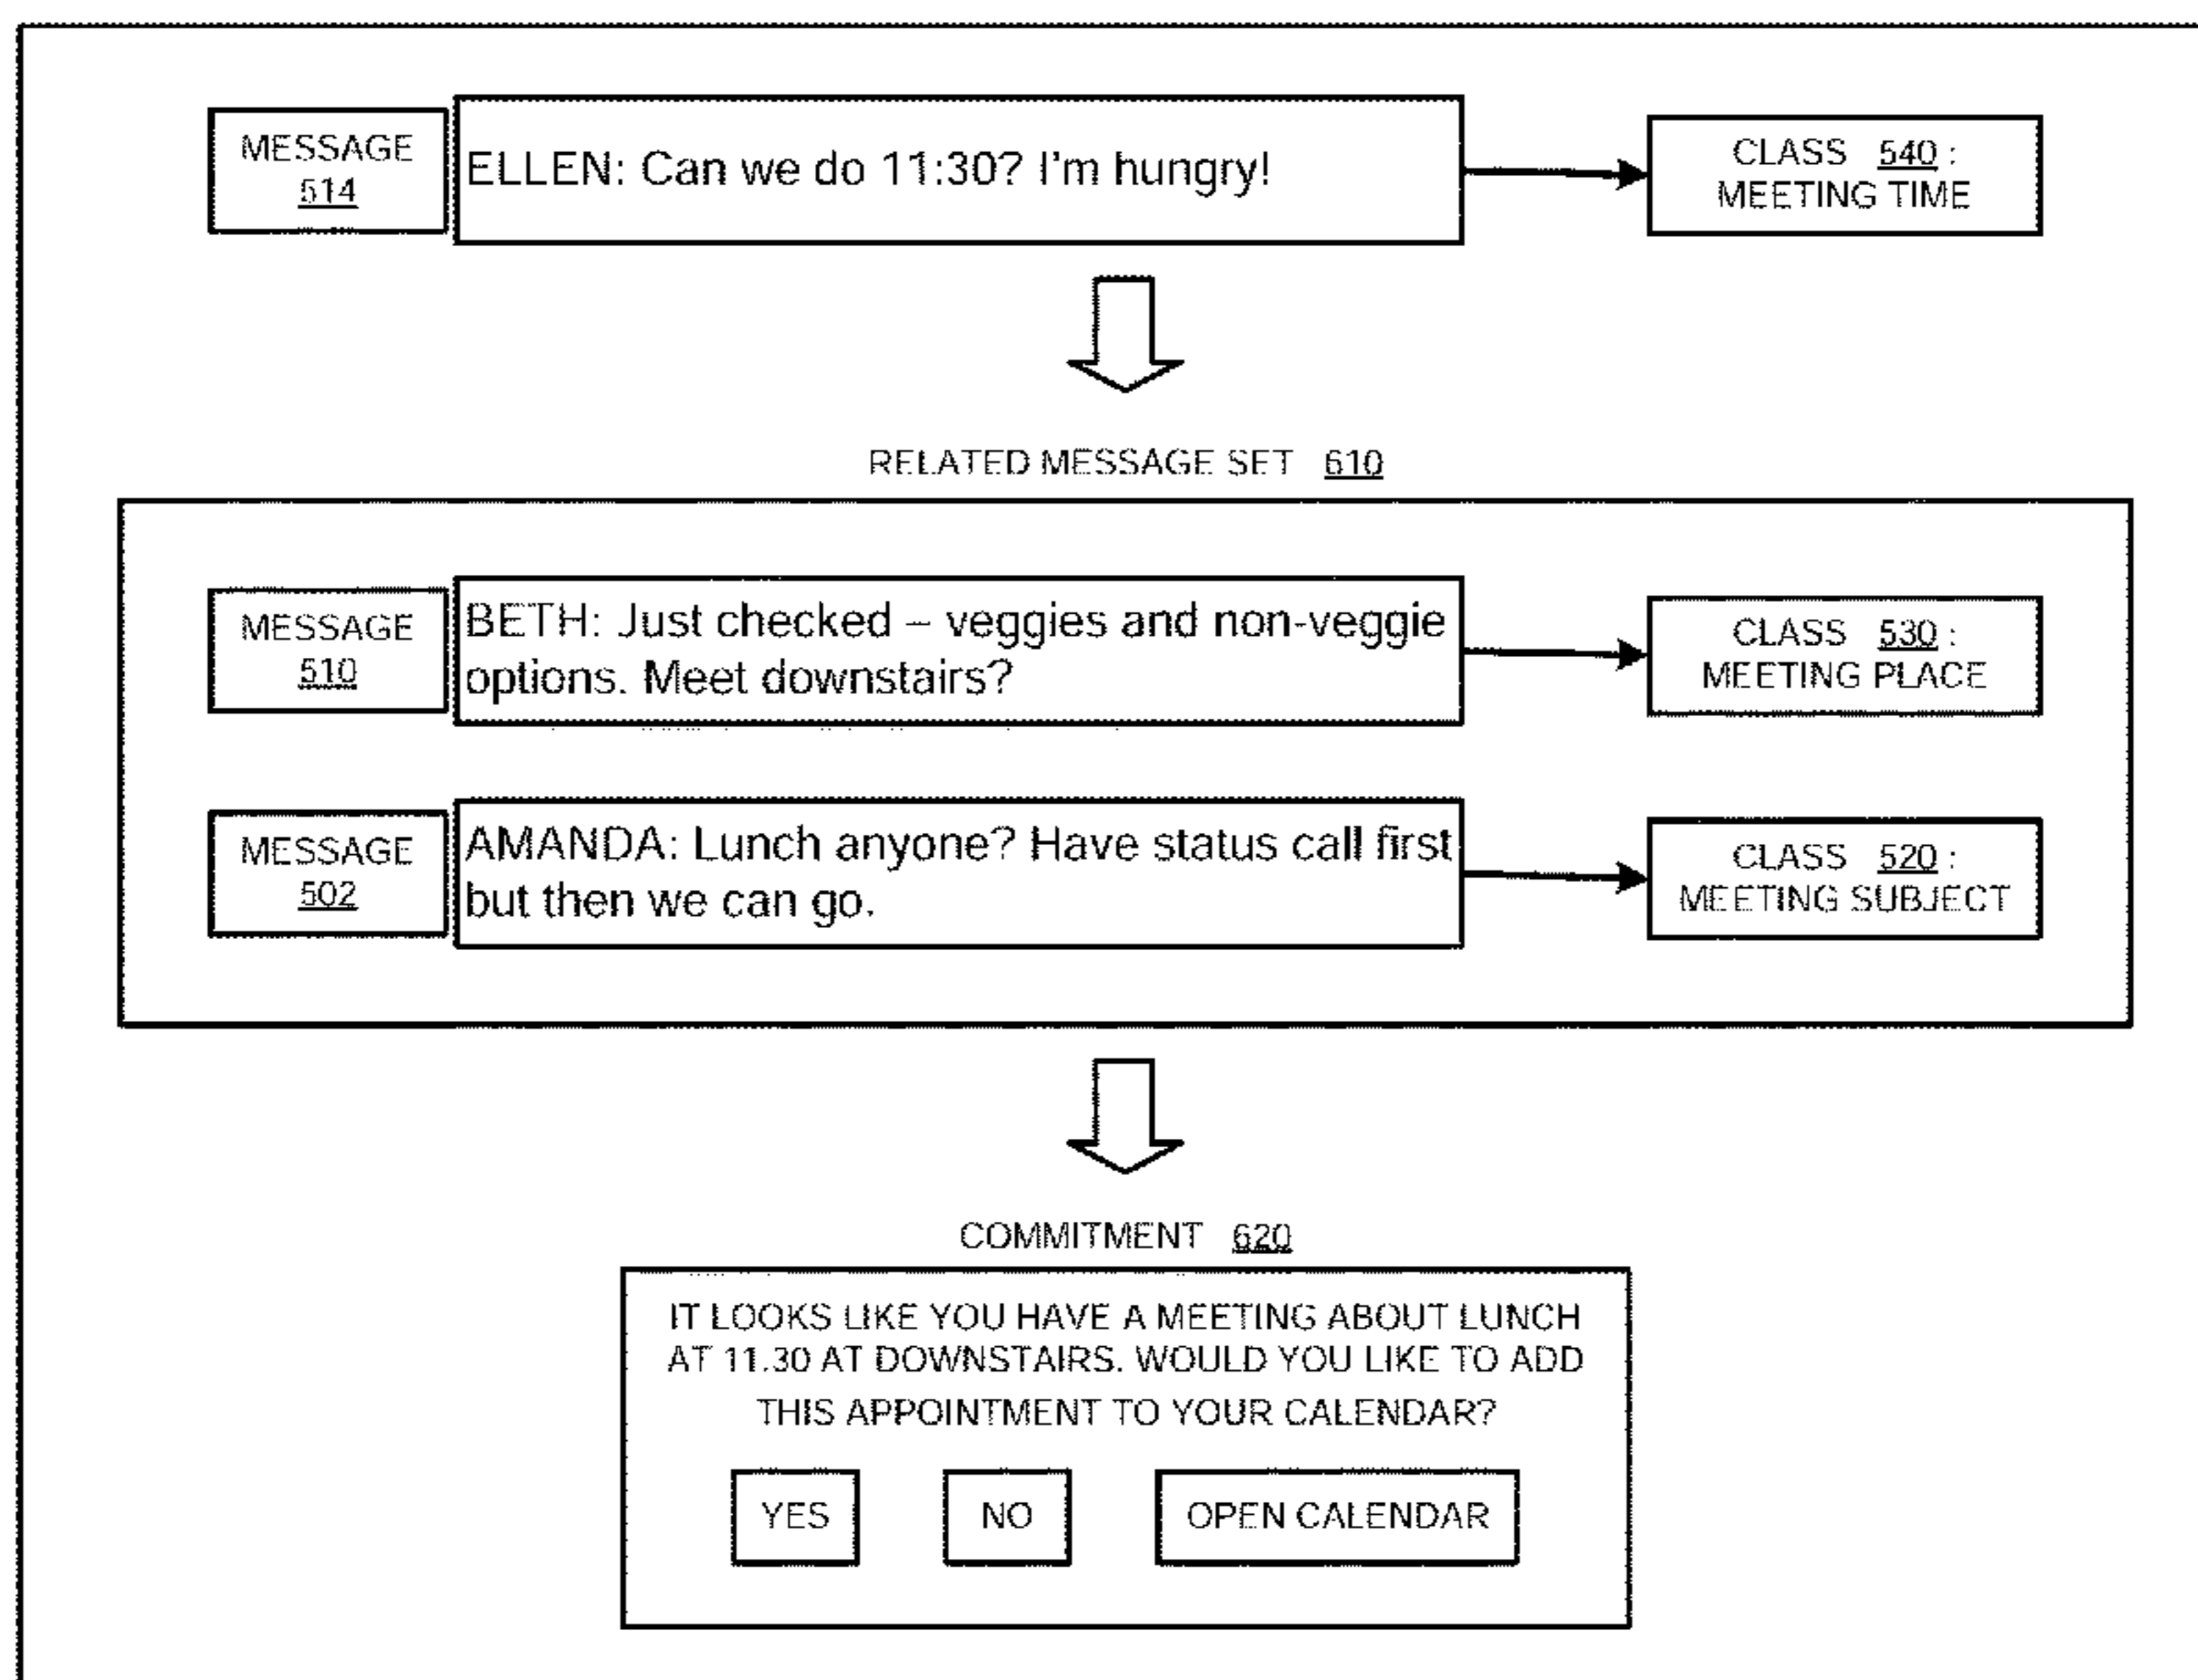 MESSAGE
514
ELLEN: Can we do 11:30? I'm hungry!
CLASS 540 :
MEETING TIME
RELATED MESSAGE SET 610
MESSAGE
510
BETH: Just checked – veggies and non-veggie
options. Meet downstairs?
CLASS 530 :
MEETING PLACE
MESSAGE
502
AMANDA: Lunch anyone? Have status call first
but then we can go.
CLASS 520 :
MEETING SUBJECT
COMMITMENT 620
IT LOOKS LIKE YOU HAVE A MEETING ABOUT LUNCH
AT 11.30 AT DOWNSTAIRS. WOULD YOU LIKE TO ADD
THIS APPOINTMENT TO YOUR CALENDAR?
YES
NO
OPEN CALENDAR